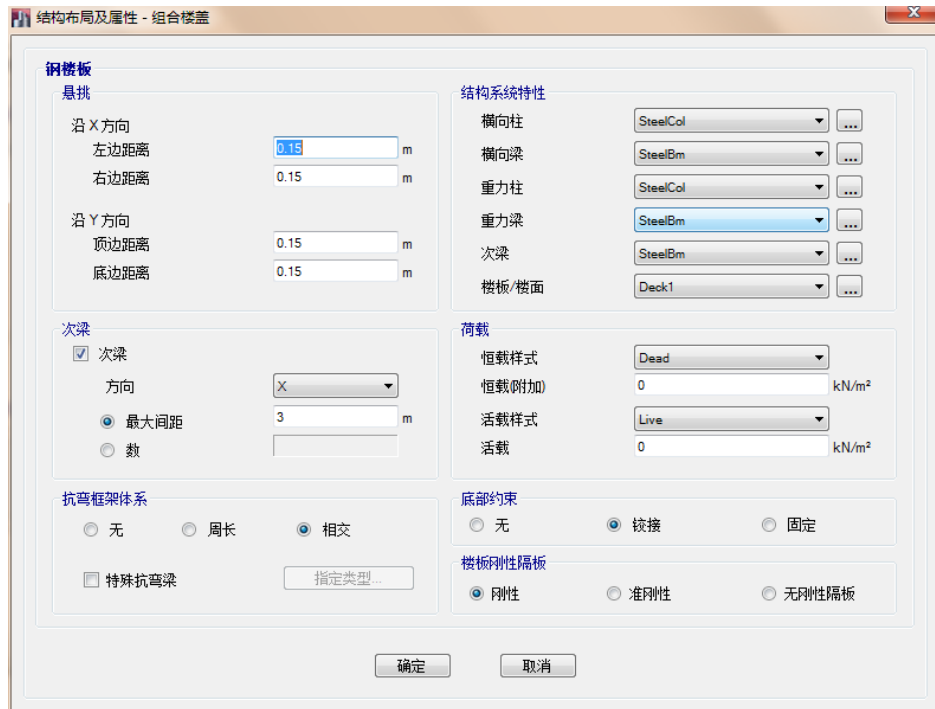 结构布局及属性 - 组合楼盖
钢楼板
悬挑
沿 X 方向
左边距离 0.15 m
右边距离 0.15 m
沿 Y 方向
顶边距离 0.15 m
底边距离 0.15 m
结构系统特性
横向柱 SteelCol ...
横向梁 SteelBm ...
重力柱 SteelCol ...
重力梁 SteelBm ...
次梁 SteelBm ...
楼板/楼面 Deck1 ...
次梁
次梁
方向 X
最大间距 3 m
数
荷载
恒载样式 Dead
恒载(附加) 0 kN/m²
活载样式 Live
活载 0 kN/m²
抗弯框架体系
无 周长 相交
特殊抗弯梁 指定类型...
底部约束
无 铰接 固定
楼板刚性隔板
刚性 准刚性 无刚性隔板
确定 取消